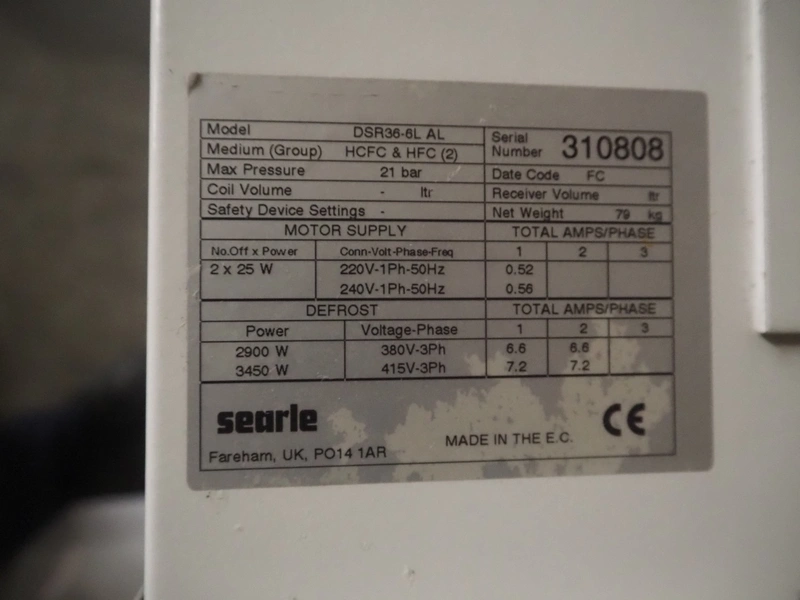 Model DSR36-6L AL Serial Number 310808
Medium (Group) HCFC & HFC (2)
Max Pressure 21 bar Date Code FC
Coil Volume - ltr Receiver Volume ltr
Safety Device Settings - Net Weight 79 kg
MOTOR SUPPLY TOTAL AMPS/PHASE
No.Off x Power Conn-Volt-Phase-Freq 1 2 3
2 x 25 W 220V-1Ph-50Hz 0.52
240V-1Ph-50Hz 0.56
DEFROST TOTAL AMPS/PHASE
Power Voltage-Phase 1 2 3
2900 W 380V-3Ph 6.6 6.6
3450 W 415V-3Ph 7.2 7.2
searle CE
Fareham, UK, PO14 1AR MADE IN THE E.C.